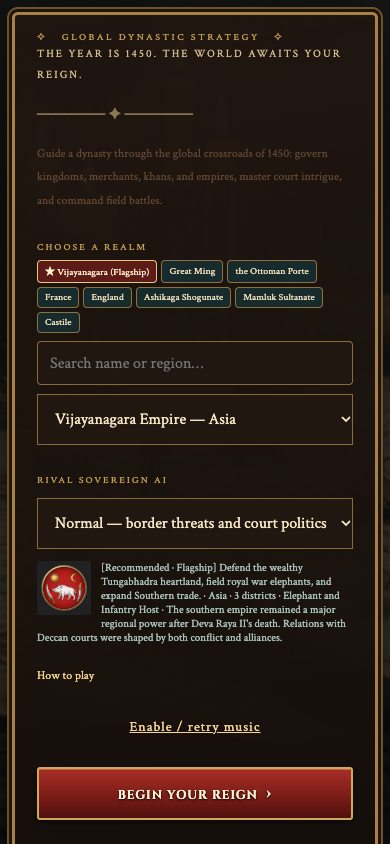 GLOBAL DYNASTIC STRATEGY
THE YEAR IS 1450. THE WORLD AWAITS YOUR
REIGN.
Guide a dynasty through the global crossroads of 1450: govern
kingdoms, merchants, khans, and empires, master court intrigue,
and command field battles.
CHOOSE A REALM
★ Vijayanagara (Flagship)
Great Ming
the Ottoman Porte
France
England
Ashikaga Shogunate
Mamluk Sultanate
Castile
Search name or region...
Vijayanagara Empire — Asia
RIVAL SOVEREIGN AI
Normal — border threats and court politics
[Recommended · Flagship] Defend the wealthy
Tungabhadra heartland, field royal war elephants, and
expand Southern trade. · Asia · 3 districts · Elephant and
Infantry Host · The southern empire remained a major
regional power after Deva Raya II's death. Relations with
Deccan courts were shaped by both conflict and alliances.
How to play
Enable / retry music
BEGIN YOUR REIGN ›